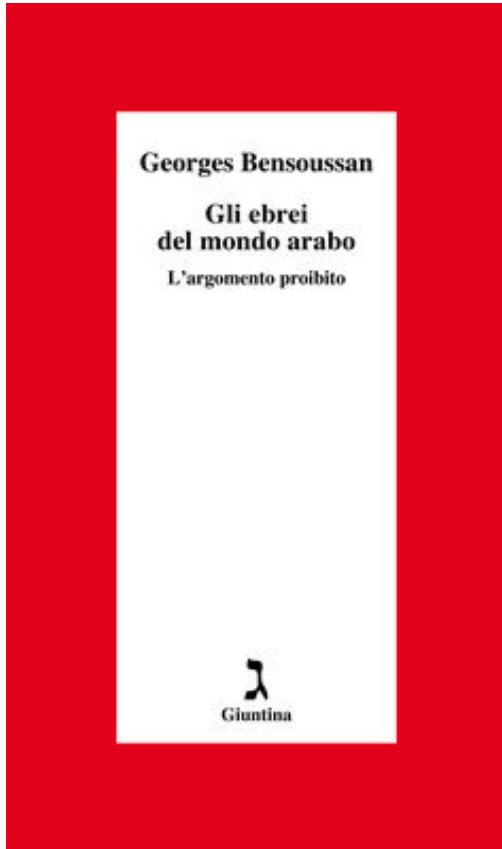 Georges Bensoussan
Gli ebrei
del mondo arabo
L'argomento proibito
ג
Giuntina